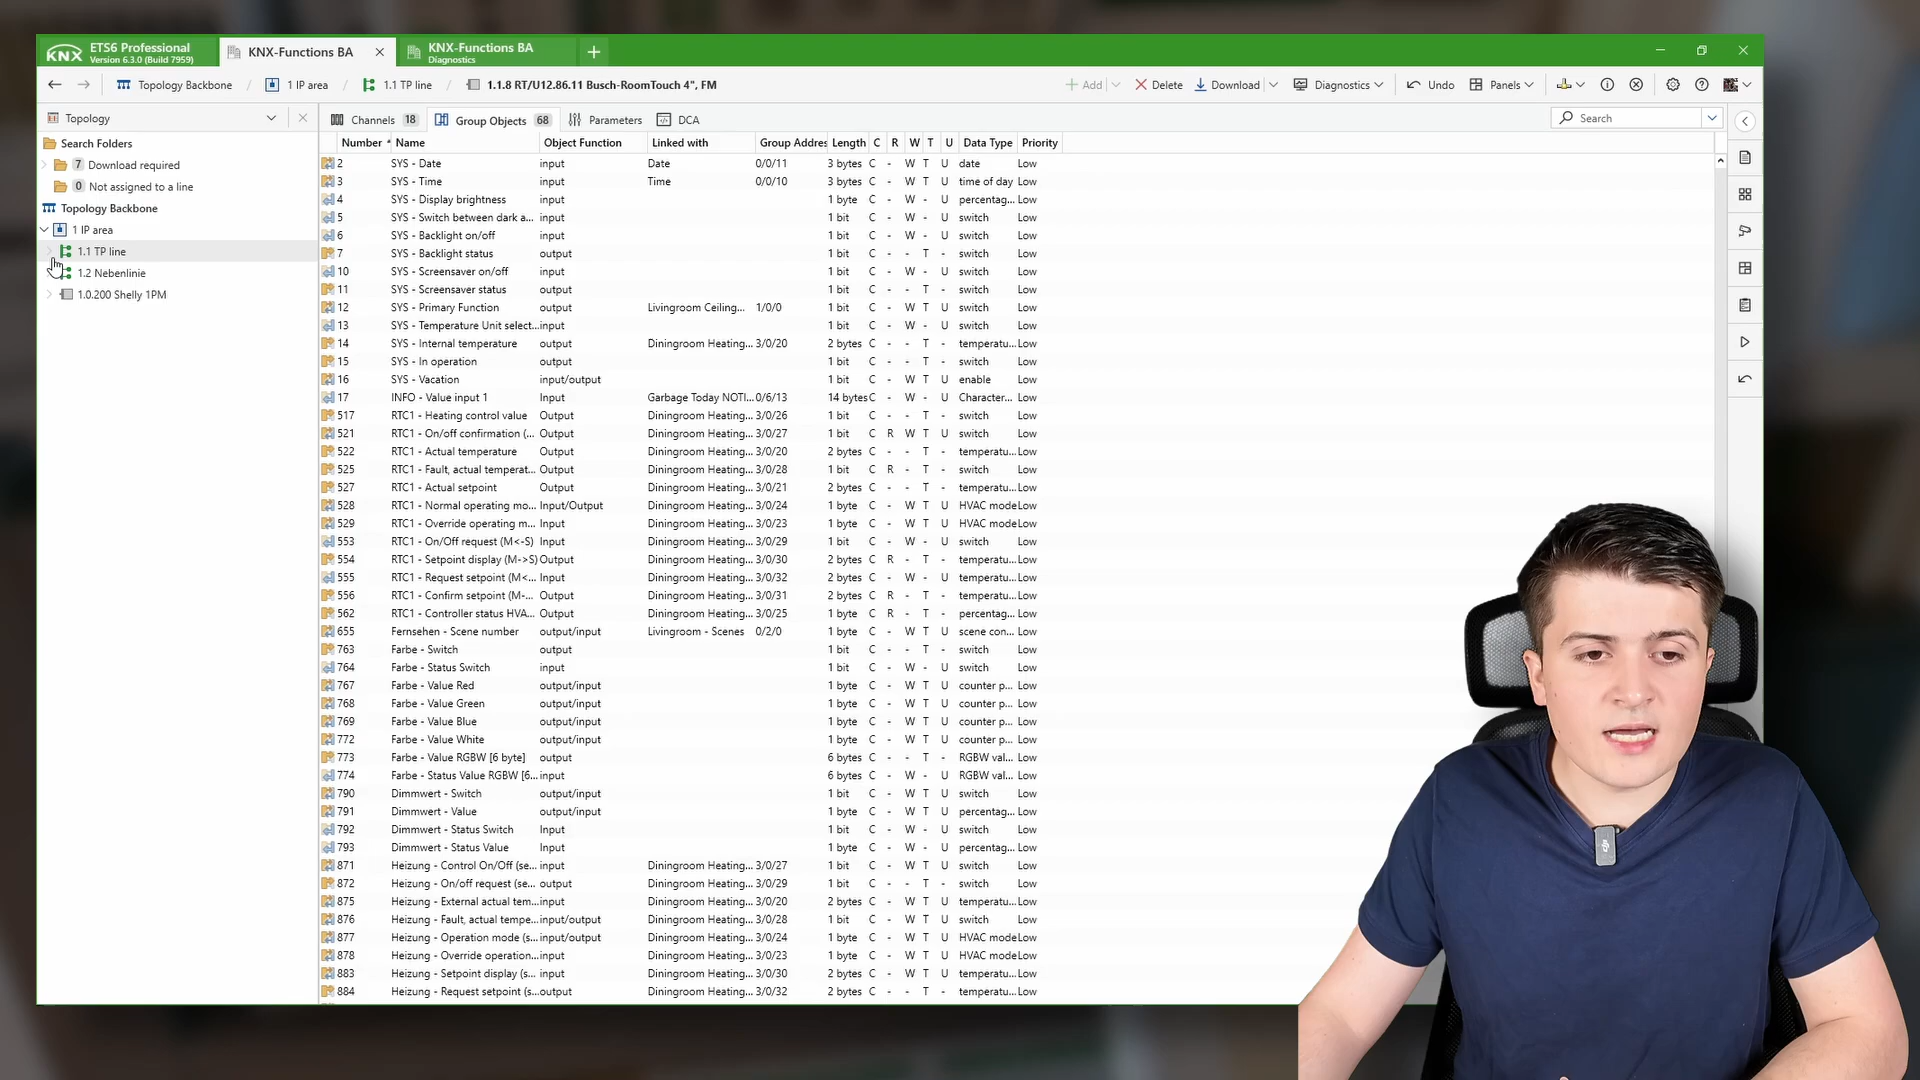 KNX ETS6 Professional
Version 6.3.0 (Build 7959)
KNX-Functions BA
KNX-Functions BA
Diagnostics
Topology Backbone / 1 IP area / 1.1 TP line / 1.1.8 RT/U12.86.11 Busch-RoomTouch 4", FM
Add Delete Download Diagnostics Undo Panels
Topology
Search Folders
7 Download required
0 Not assigned to a line
Topology Backbone
1 IP area
1.1 TP line
1.2 Nebenlinie
1.0.200 Shelly 1PM
Channels 18 Group Objects 68 Parameters DCA
Search
Number Name Object Function Linked with Group Addres Length C R W T U Data Type Priority
2 SYS - Date input Date 0/0/11 3 bytes C - W T U date Low
3 SYS - Time input Time 0/0/10 3 bytes C - W T U time of day Low
4 SYS - Display brightness input 1 byte C - W - U percentag... Low
5 SYS - Switch between dark a... input 1 bit C - W - U switch Low
6 SYS - Backlight on/off input 1 bit C - W - U switch Low
7 SYS - Backlight status output 1 bit C - - T - switch Low
10 SYS - Screensaver on/off input 1 bit C - W - U switch Low
11 SYS - Screensaver status output 1 bit C - - T - switch Low
12 SYS - Primary Function output Livingroom Ceiling... 1/0/0 1 bit C - W T U switch Low
13 SYS - Temperature Unit select... input 1 bit C - W - U switch Low
14 SYS - Internal temperature output Diningroom Heating... 3/0/20 2 bytes C - - T - temperatu... Low
15 SYS - In operation output 1 bit C - - T - switch Low
16 SYS - Vacation input/output 1 bit C - W T U enable Low
17 INFO - Value input 1 Input Garbage Today NOTI... 0/6/13 14 bytes C - W - U Character... Low
517 RTC1 - Heating control value Output Diningroom Heating... 3/0/26 1 bit C - - T - switch Low
521 RTC1 - On/off confirmation (... Output Diningroom Heating... 3/0/27 1 bit C R W T U switch Low
522 RTC1 - Actual temperature Output Diningroom Heating... 3/0/20 2 bytes C - - T - temperatu... Low
525 RTC1 - Fault, actual temperat... Output Diningroom Heating... 3/0/28 1 bit C R - T - switch Low
527 RTC1 - Actual setpoint Output Diningroom Heating... 3/0/21 2 bytes C - - T - temperatu... Low
528 RTC1 - Normal operating mo... Input/Output Diningroom Heating... 3/0/24 1 byte C - W T U HVAC mode Low
529 RTC1 - Override operating m... Input Diningroom Heating... 3/0/23 1 byte C - W T U HVAC mode Low
553 RTC1 - On/Off request (M<-S) Input Diningroom Heating... 3/0/29 1 bit C - W - U switch Low
554 RTC1 - Setpoint display (M->S) Output Diningroom Heating... 3/0/30 2 bytes C R - T - temperatu... Low
555 RTC1 - Request setpoint (M<... Input Diningroom Heating... 3/0/32 2 bytes C - W - U temperatu... Low
556 RTC1 - Confirm setpoint (M-... Output Diningroom Heating... 3/0/31 2 bytes C R - T - temperatu... Low
562 RTC1 - Controller status HVA... Output Diningroom Heating... 3/0/25 1 byte C R - T - percentag... Low
655 Fernsehen - Scene number output/input Livingroom - Scenes 0/2/0 1 byte C - W T U scene con... Low
763 Farbe - Switch output 1 bit C - - T - switch Low
764 Farbe - Status Switch input 1 bit C - W - U switch Low
767 Farbe - Value Red output/input 1 byte C - W T U counter p... Low
768 Farbe - Value Green output/input 1 byte C - W T U counter p... Low
769 Farbe - Value Blue output/input 1 byte C - W T U counter p... Low
772 Farbe - Value White output/input 1 byte C - W T U counter p... Low
773 Farbe - Value RGBW [6 byte] output 6 bytes C - - T - RGBW val... Low
774 Farbe - Status Value RGBW [6... input 6 bytes C - W - U RGBW val... Low
790 Dimmwert - Switch output/input 1 bit C - W T U switch Low
791 Dimmwert - Value output/input 1 byte C - W T U percentag... Low
792 Dimmwert - Status Switch Input 1 bit C - W - U switch Low
793 Dimmwert - Status Value Input 1 byte C - W - U percentag... Low
871 Heizung - Control On/Off (se... input Diningroom Heating... 3/0/27 1 bit C - W T U switch Low
872 Heizung - On/off request (se... output Diningroom Heating... 3/0/29 1 bit C - - T - switch Low
875 Heizung - External actual tem... input Diningroom Heating... 3/0/20 2 bytes C - W T U temperatu... Low
876 Heizung - Fault, actual tempe... input/output Diningroom Heating... 3/0/28 1 bit C - W T U switch Low
877 Heizung - Operation mode (s... input/output Diningroom Heating... 3/0/24 1 byte C - W T U HVAC mode Low
878 Heizung - Override operation... input Diningroom Heating... 3/0/23 1 byte C - W T U HVAC mode Low
883 Heizung - Setpoint display (s... input Diningroom Heating... 3/0/30 2 bytes C - W T U temperatu... Low
884 Heizung - Request setpoint (s... output Diningroom Heating... 3/0/32 2 bytes C - - T - temperatu... Low